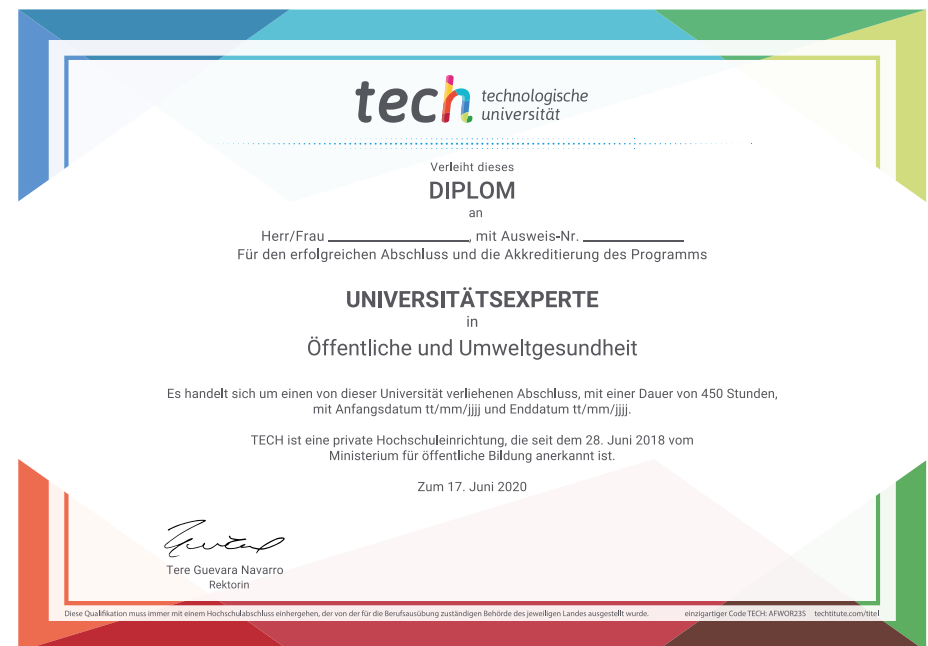 tech technologische
universität
Verleiht dieses
DIPLOM
an
Herr/Frau ____________________, mit Ausweis-Nr. ______________
Für den erfolgreichen Abschluss und die Akkreditierung des Programms
UNIVERSITÄTSEXPERTE
in
Öffentliche und Umweltgesundheit
Es handelt sich um einen von dieser Universität verliehenen Abschluss, mit einer Dauer von 450 Stunden,
mit Anfangsdatum tt/mm/jjjj und Enddatum tt/mm/jjjj.
TECH ist eine private Hochschuleinrichtung, die seit dem 28. Juni 2018 vom
Ministerium für öffentliche Bildung anerkannt ist.
Zum 17. Juni 2020
Tere Guevara Navarro
Rektorin
Diese Qualifikation muss immer mit einem Hochschulabschluss einhergehen, der von der für die Berufsausübung zuständigen Behörde des jeweiligen Landes ausgestellt wurde. einzigartiger Code TECH: AFWOR23S techtitute.com/titel